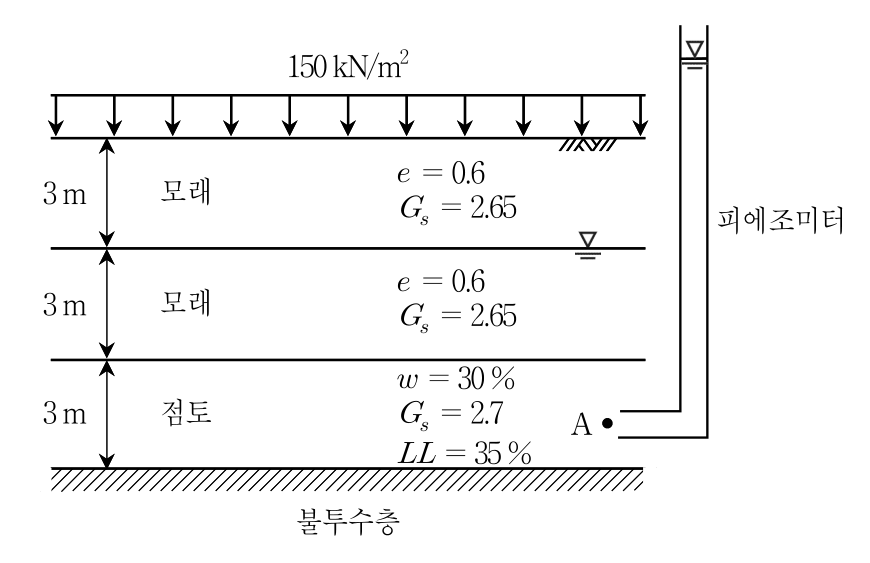 150 kN/m²
3 m 모래 e = 0.6
G_s = 2.65
피에조미터
3 m 모래 e = 0.6
G_s = 2.65
w = 30 %
3 m 점토 G_s = 2.7
A
LL = 35 %
불투수층